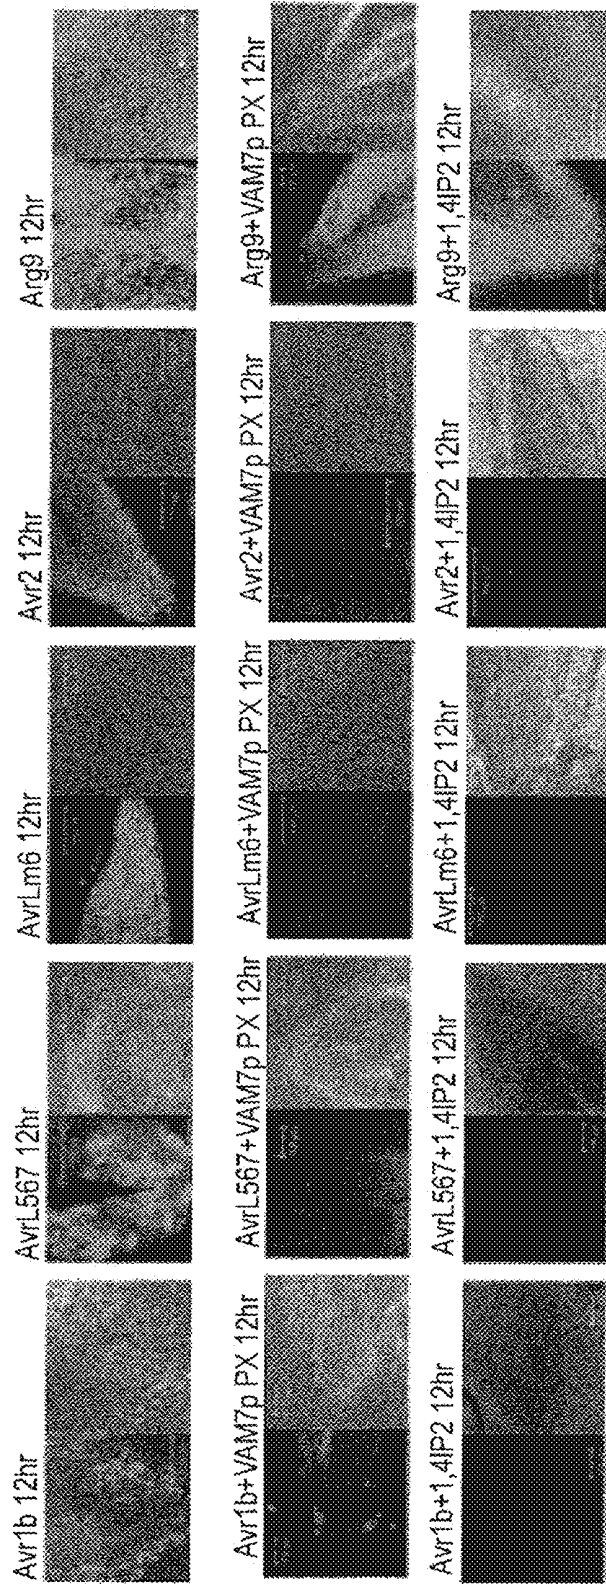 Avr1b 12hr
AvrL567 12hr
AvrLm6 12hr
Avr2 12hr
Arg9 12hr
Avr1b+VAM7p PX 12hr
AvrL567+VAM7p PX 12hr
AvrLm6+VAM7p PX 12hr
Avr2+VAM7p PX 12hr
Arg9+VAM7p PX 12hr
Avr1b+1,4IP2 12hr
AvrL567+1,4IP2 12hr
AvrLm6+1,4IP2 12hr
Avr2+1,4IP2 12hr
Arg9+1,4IP2 12hr